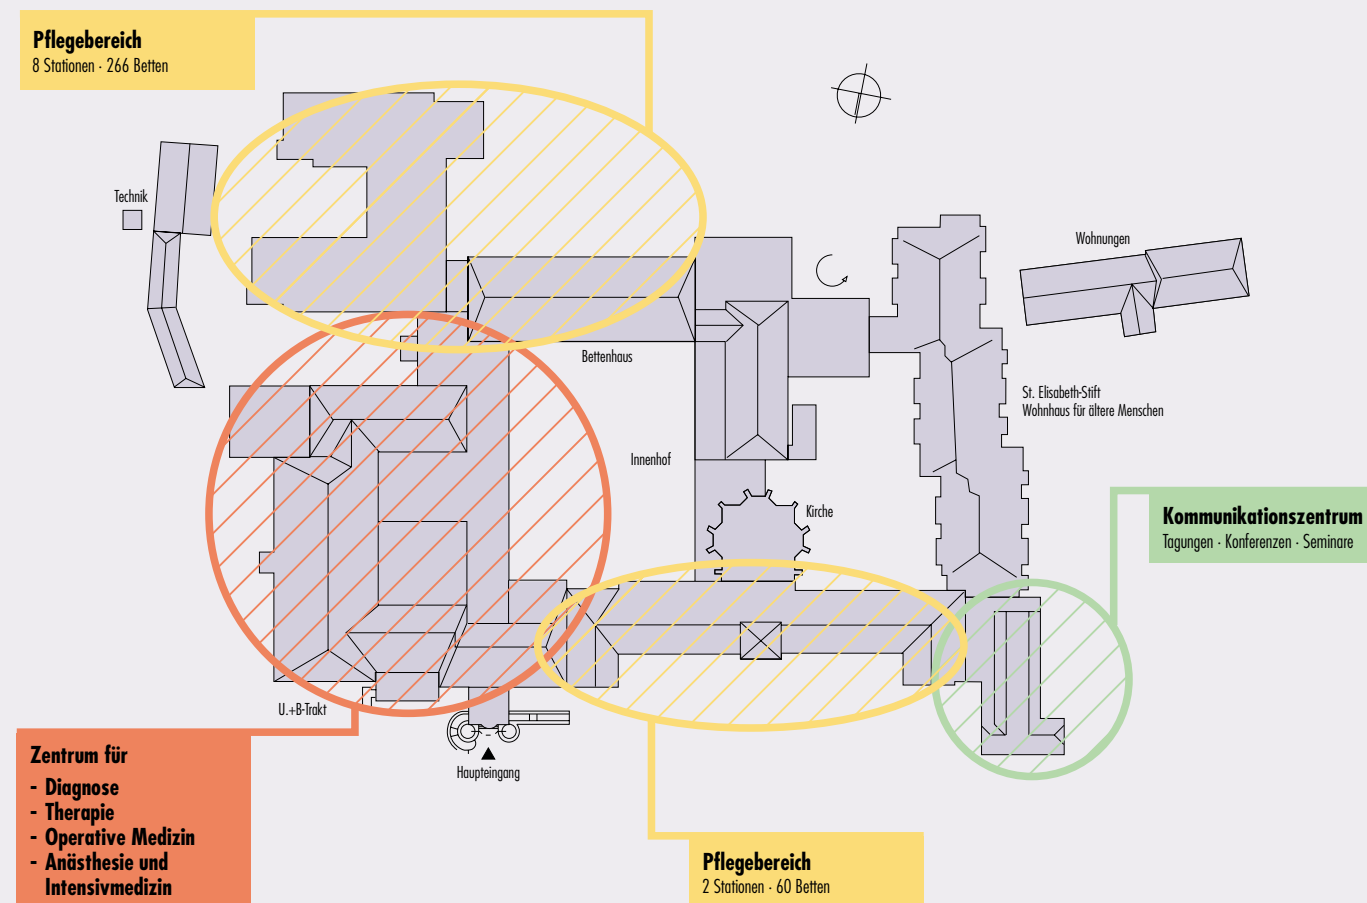 Pflegebereich
8 Stationen · 266 Betten
Technik
Wohnungen
Bettenhaus
St. Elisabeth-Stift
Wohnhaus für ältere Menschen
Innenhof
Kirche
Kommunikationszentrum
Tagungen · Konferenzen · Seminare
U.+B-Trakt
Haupteingang
Zentrum für
- Diagnose
- Therapie
- Operative Medizin
- Anästhesie und
Intensivmedizin
Pflegebereich
2 Stationen · 60 Betten